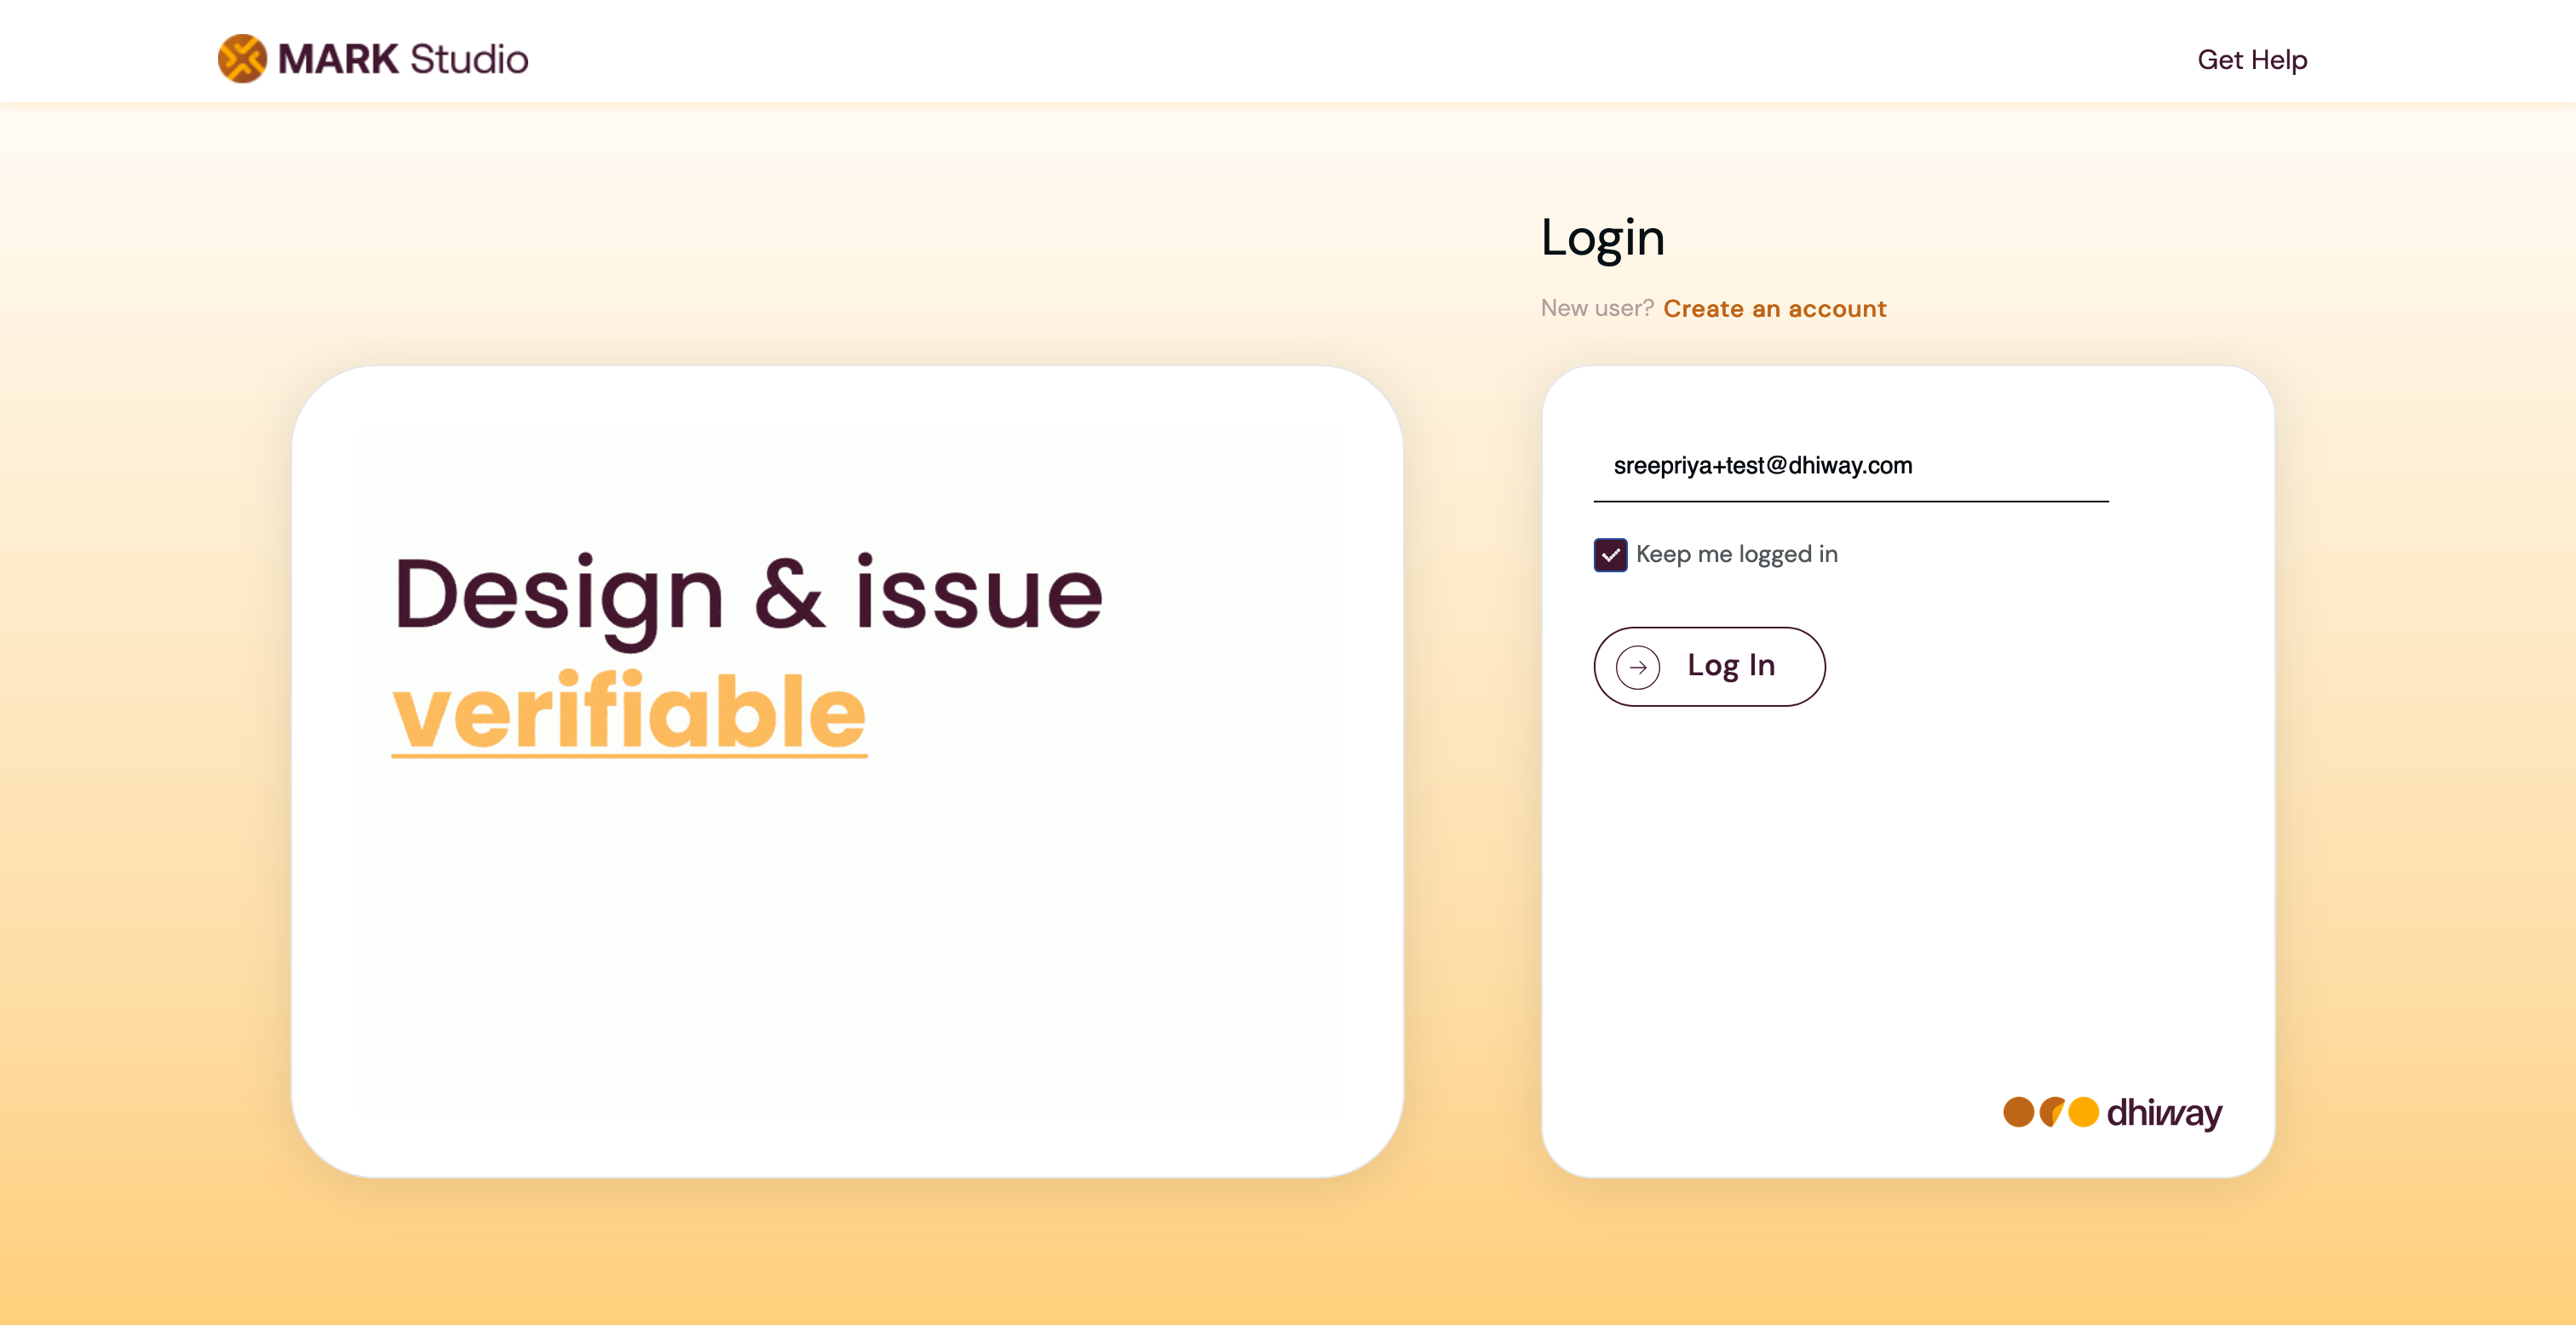 MARK Studio
Get Help
Login
New user? Create an account
Design & issue
verifiable
sreepriya+test@dhiway.com
Keep me logged in
Log In
dhiway